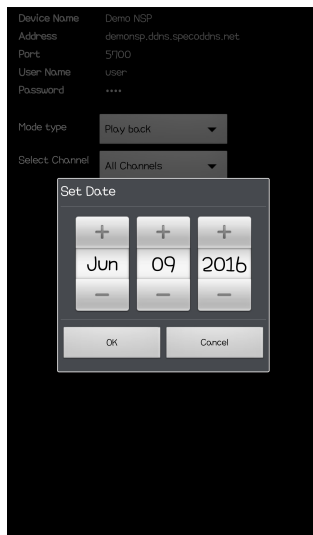 Device Name Demo NSP
Address demonsp.ddns.specoddns.net
Port 5700
User Name user
Password ••••
Mode type Play back
Select Channel All Channels
Set Date
+ + +
Jun 09 2016
− − −
OK Cancel